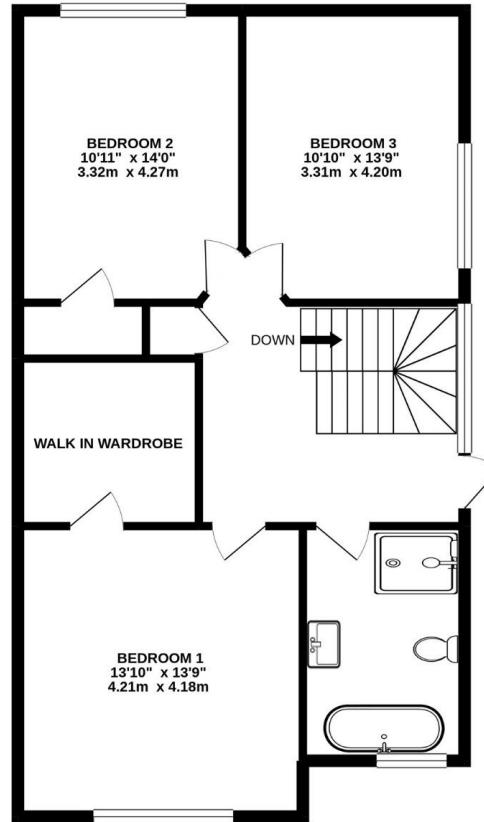 BEDROOM 2
10'11" x 14'0"
3.32m x 4.27m
BEDROOM 3
10'10" x 13'9"
3.31m x 4.20m
DOWN
WALK IN WARDROBE
BEDROOM 1
13'10" x 13'9"
4.21m x 4.18m